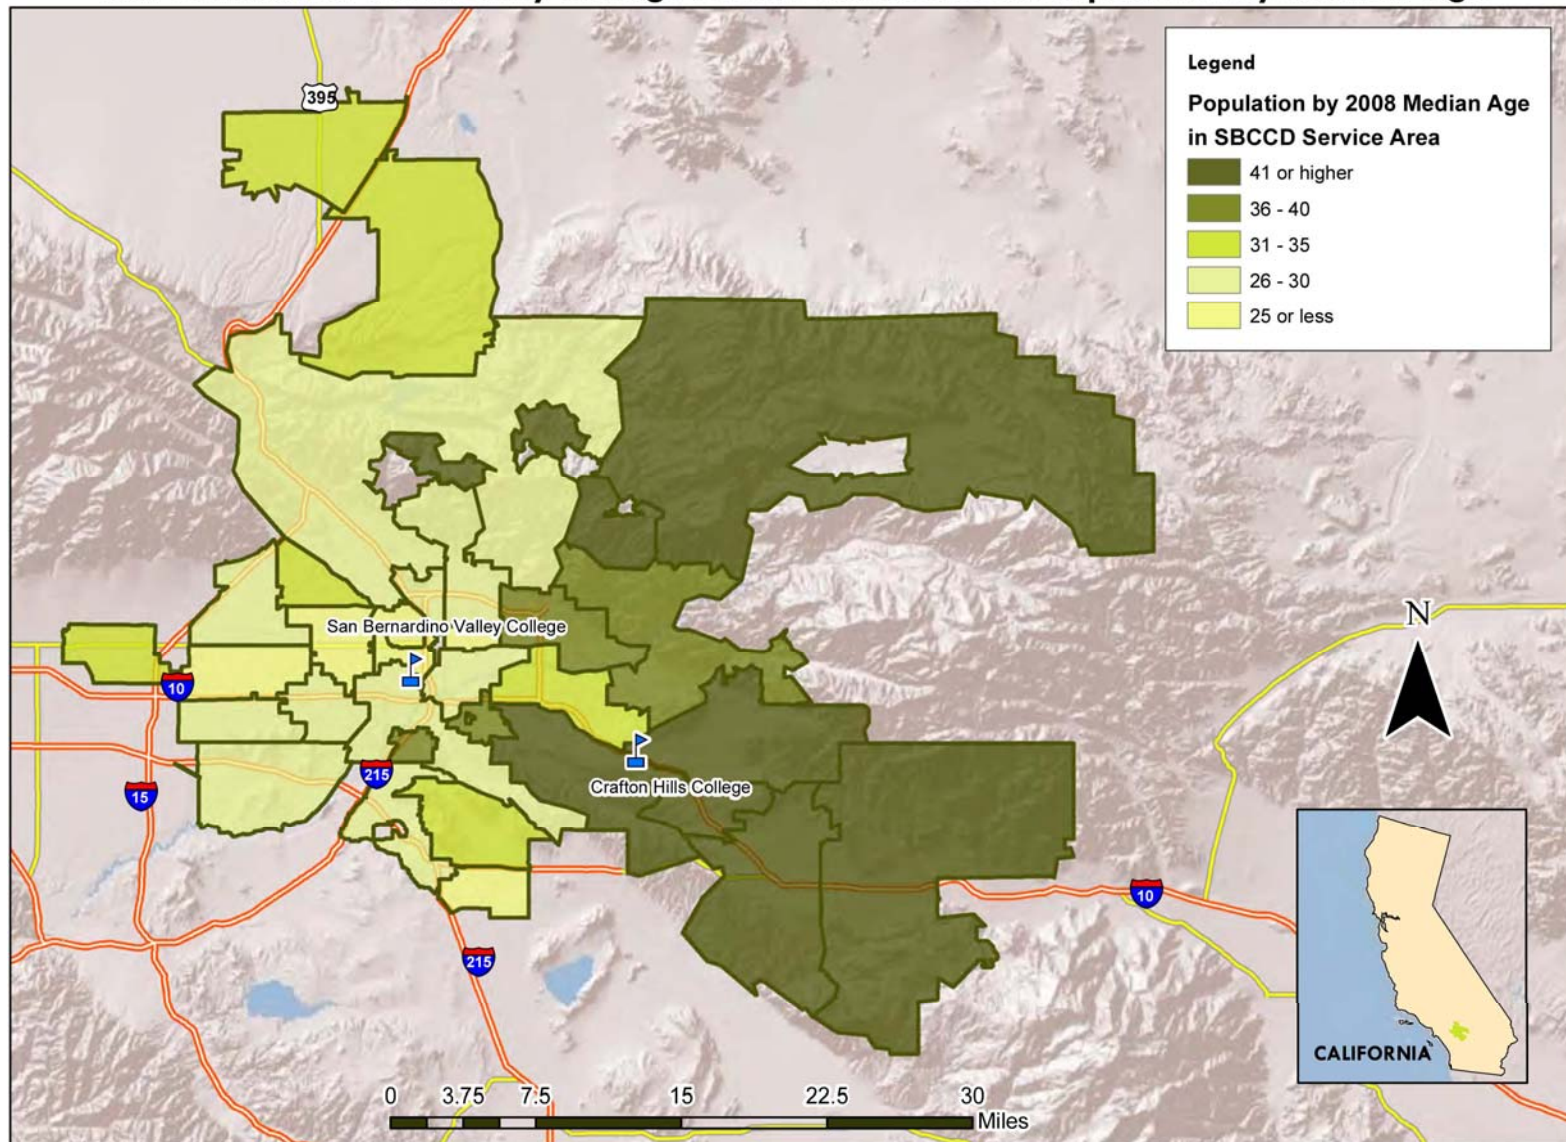 Legend
Population by 2008 Median Age
in SBCCD Service Area
41 or higher
36 - 40
31 - 35
26 - 30
25 or less
395
San Bernardino Valley College
10
Crafton Hills College
215
15
10
215
N
CALIFORNIA
0 3.75 7.5 15 22.5 30
Miles